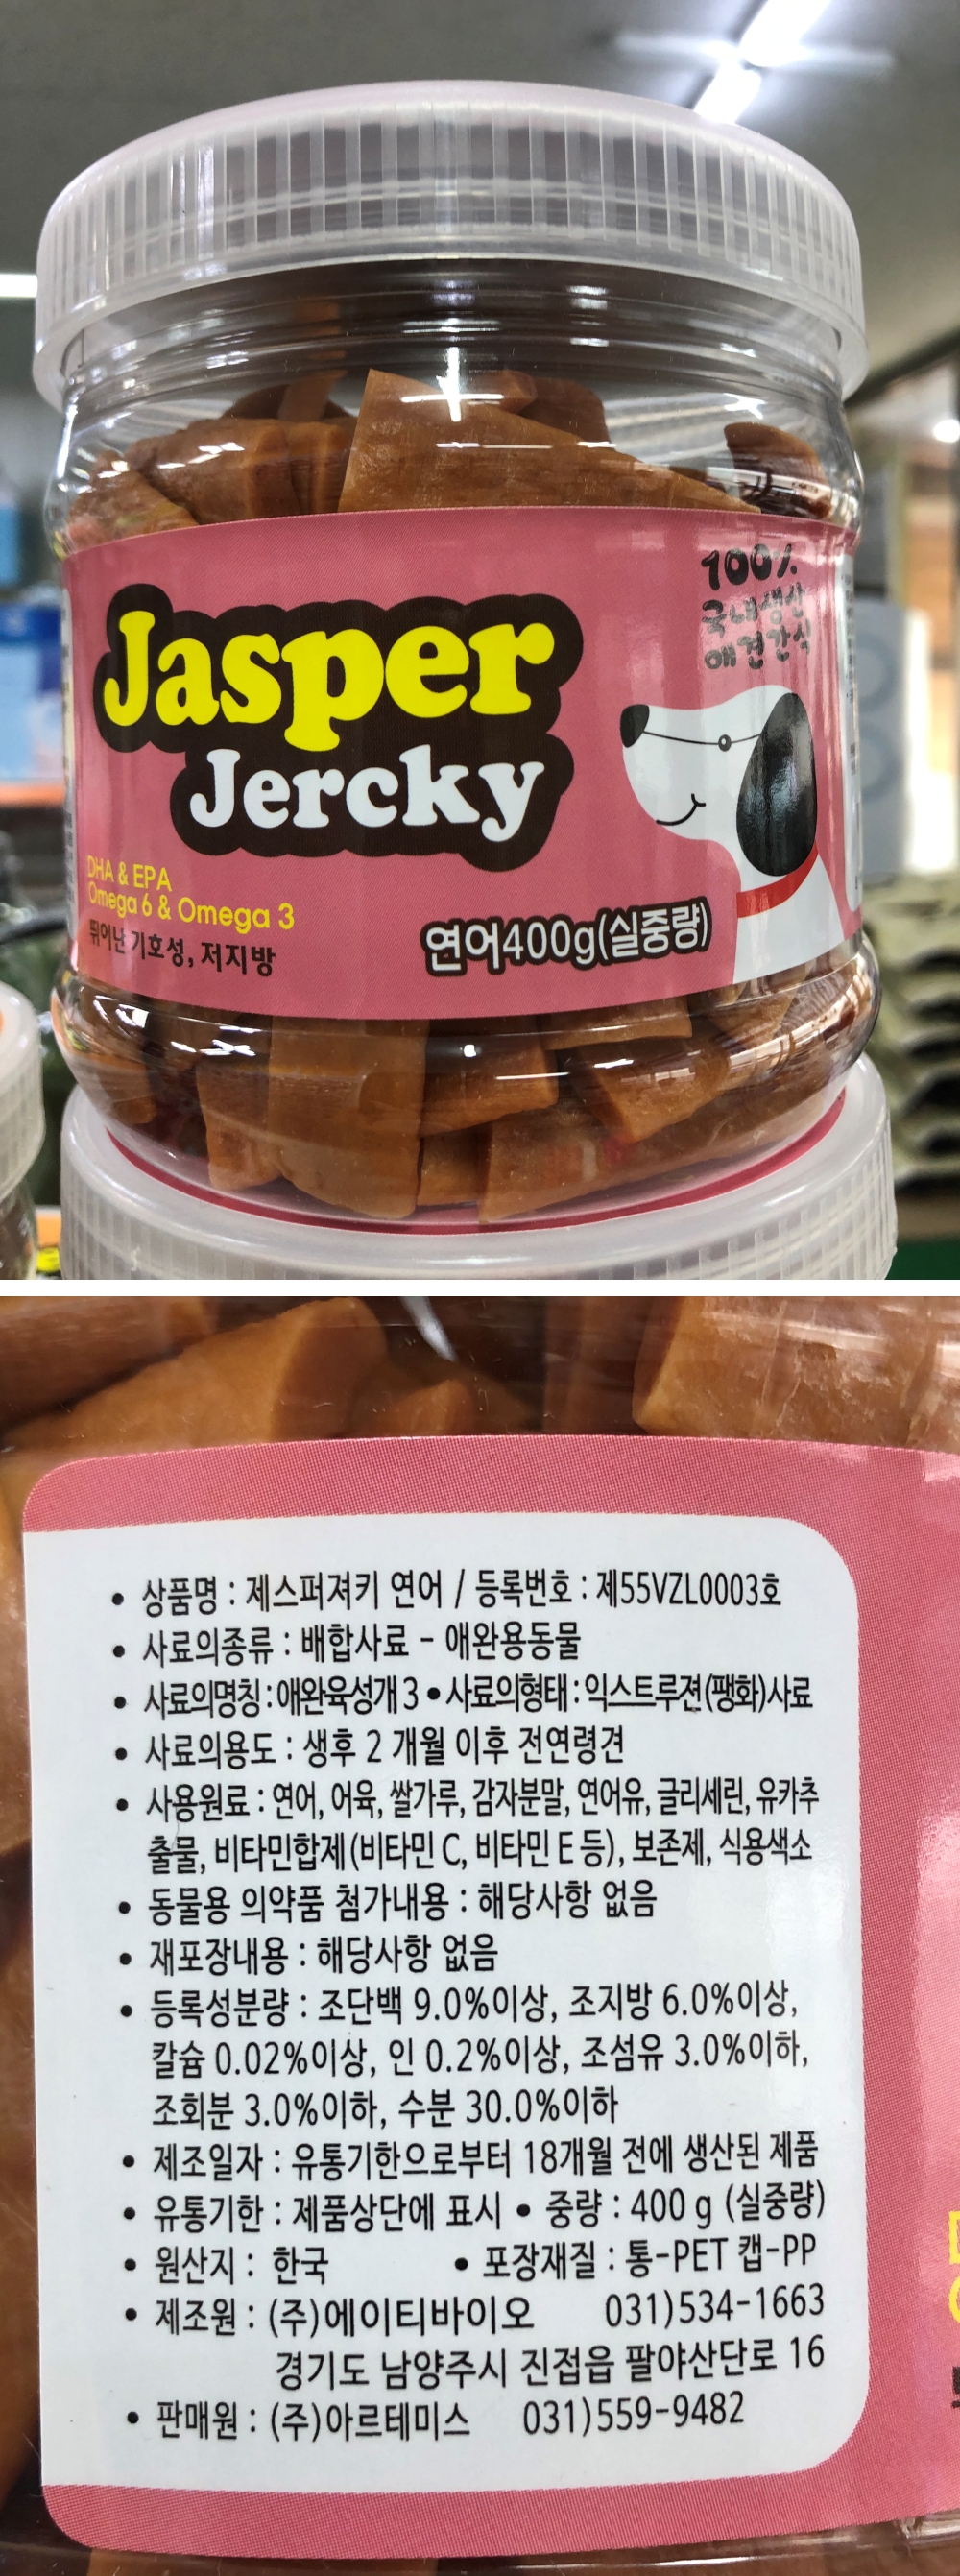 100%
국내생산
애견간식
Jasper
Jercky
DHA & EPA
Omega 6 & Omega 3
뛰어난 기호성, 저지방
연어400g(실중량)
• 상품명 : 제스퍼져키 연어 / 등록번호 : 제55VZL0003호
• 사료의종류 : 배합사료 - 애완용동물
• 사료의명칭 : 애완육성개 3 • 사료의형태 : 익스트루젼(팽화)사료
• 사료의용도 : 생후 2 개월 이후 전연령견
• 사용원료 : 연어, 어육, 쌀가루, 감자분말, 연어유, 글리세린, 유카추
출물, 비타민합제(비타민 C, 비타민 E 등), 보존제, 식용색소
• 동물용 의약품 첨가내용 : 해당사항 없음
• 재포장내용 : 해당사항 없음
• 등록성분량 : 조단백 9.0%이상, 조지방 6.0%이상,
칼슘 0.02%이상, 인 0.2%이상, 조섬유 3.0%이하,
조회분 3.0%이하, 수분 30.0%이하
• 제조일자 : 유통기한으로부터 18개월 전에 생산된 제품
• 유통기한 : 제품상단에 표시 • 중량 : 400 g (실중량)
• 원산지 : 한국 • 포장재질 : 통-PET 캡-PP
• 제조원 : (주)에이티바이오 031)534-1663
경기도 남양주시 진접읍 팔야산단로 16
• 판매원 : (주)아르테미스 031)559-9482